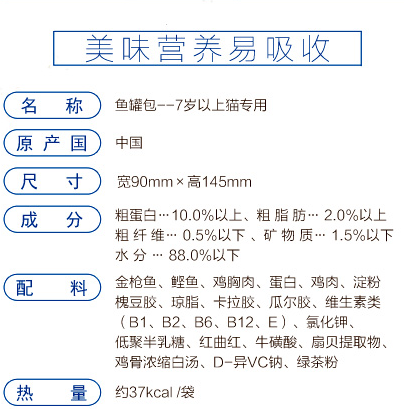 美味营养易吸收
名称 鱼罐包--7岁以上猫专用
原产国 中国
尺寸 宽90mm×高145mm
成分 粗蛋白…10.0%以上、粗脂肪… 2.0%以上
粗纤维… 0.5%以下、矿物质… 1.5%以下
水分… 88.0%以下
配料 金枪鱼、鲣鱼、鸡胸肉、蛋白、鸡肉、淀粉
槐豆胶、琼脂、卡拉胶、瓜尔胶、维生素类
（B1、B2、B6、B12、E）、氯化钾、
低聚半乳糖、红曲红、牛磺酸、扇贝提取物、
鸡骨浓缩白汤、D-异VC钠、绿茶粉
热量 约37kcal /袋